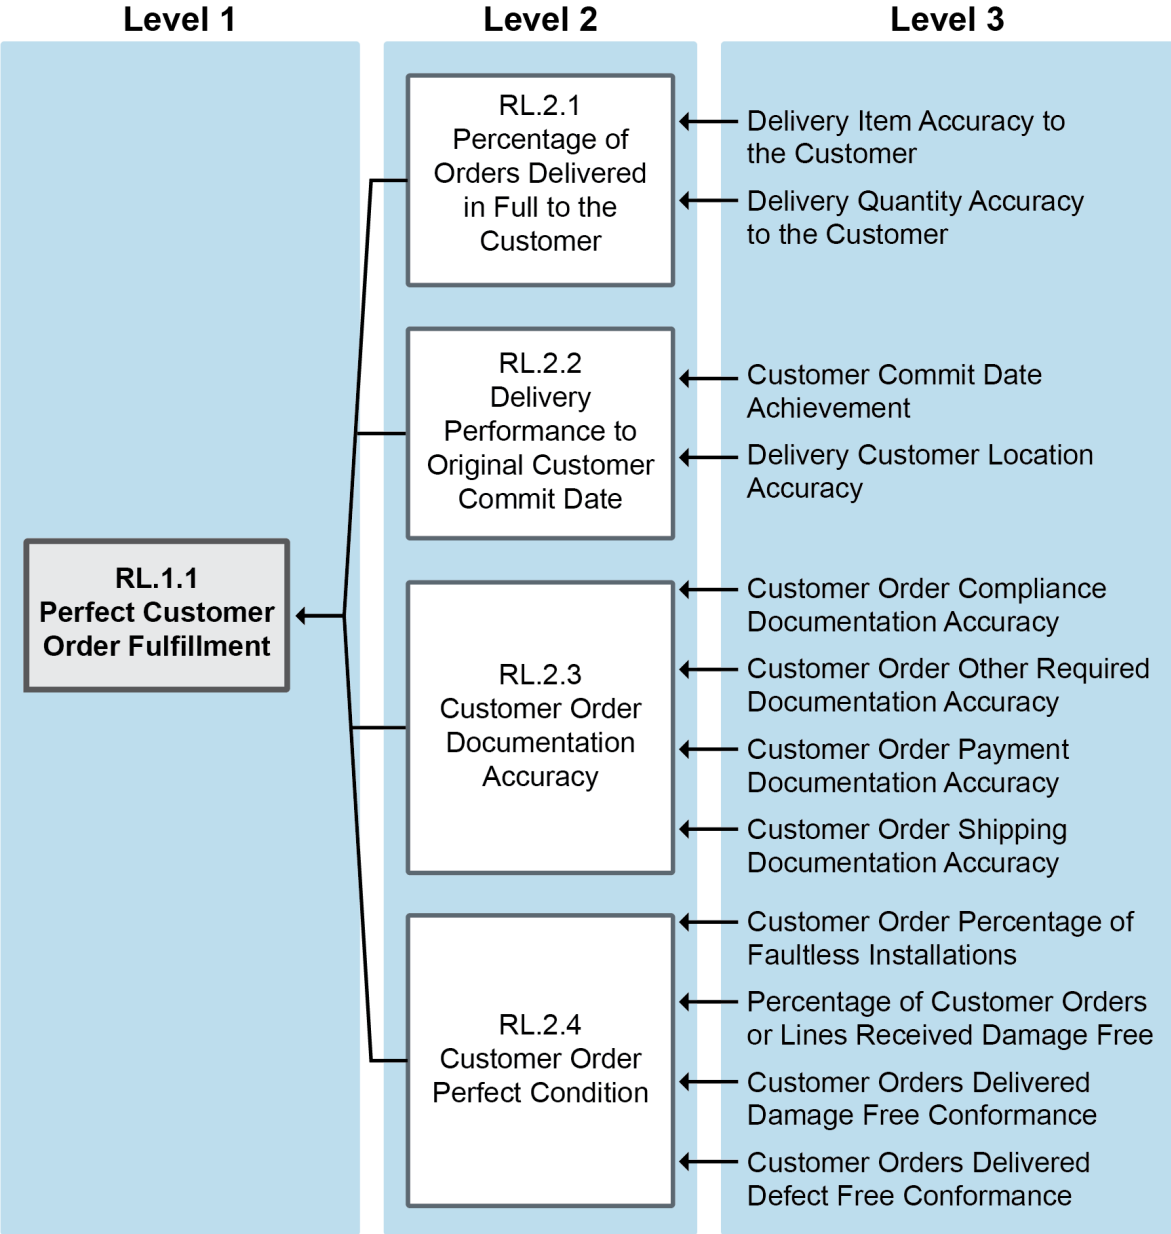 Level 1
Level 2
Level 3
RL.1.1
Perfect Customer
Order Fulfillment
RL.2.1
Percentage of
Orders Delivered
in Full to the
Customer
Delivery Item Accuracy to
the Customer
Delivery Quantity Accuracy
to the Customer
RL.2.2
Delivery
Performance to
Original Customer
Commit Date
Customer Commit Date
Achievement
Delivery Customer Location
Accuracy
RL.2.3
Customer Order
Documentation
Accuracy
Customer Order Compliance
Documentation Accuracy
Customer Order Other Required
Documentation Accuracy
Customer Order Payment
Documentation Accuracy
Customer Order Shipping
Documentation Accuracy
RL.2.4
Customer Order
Perfect Condition
Customer Order Percentage of
Faultless Installations
Percentage of Customer Orders
or Lines Received Damage Free
Customer Orders Delivered
Damage Free Conformance
Customer Orders Delivered
Defect Free Conformance